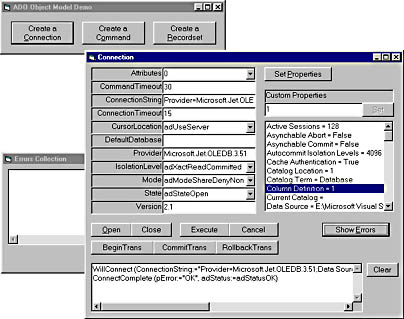 ADO Object Model Demo
Create a Connection
Create a Command
Create a Recordset
Connection
Attributes 0
CommandTimeout 30
ConnectionString Provider=Microsoft.Jet.OLE
ConnectionTimeout 15
CursorLocation adUseServer
DefaultDatabase
Provider Microsoft.Jet.OLEDB.3.51
IsolationLevel adXactReadCommitted
Mode adModeShareDenyNon
State adStateOpen
Version 2.1
Set Properties
Custom Properties
1
Set
Active Sessions = 128
Asynchable Abort = False
Asynchable Commit = False
Autocommit Isolation Levels = 4096
Cache Authentication = True
Catalog Location = 1
Catalog Term = Database
Column Definition = 1
Current Catalog =
Data Source = E:\Microsoft Visual S
Errors Collection
Open Close Execute Cancel Show Errors
BeginTrans CommitTrans RollbackTrans
WillConnect (ConnectionString:="Provider=Microsoft.Jet.OLEDB.3.51;Data Sour
ConnectComplete (pError:="OK", adStatus:=adStatusOK)
Clear